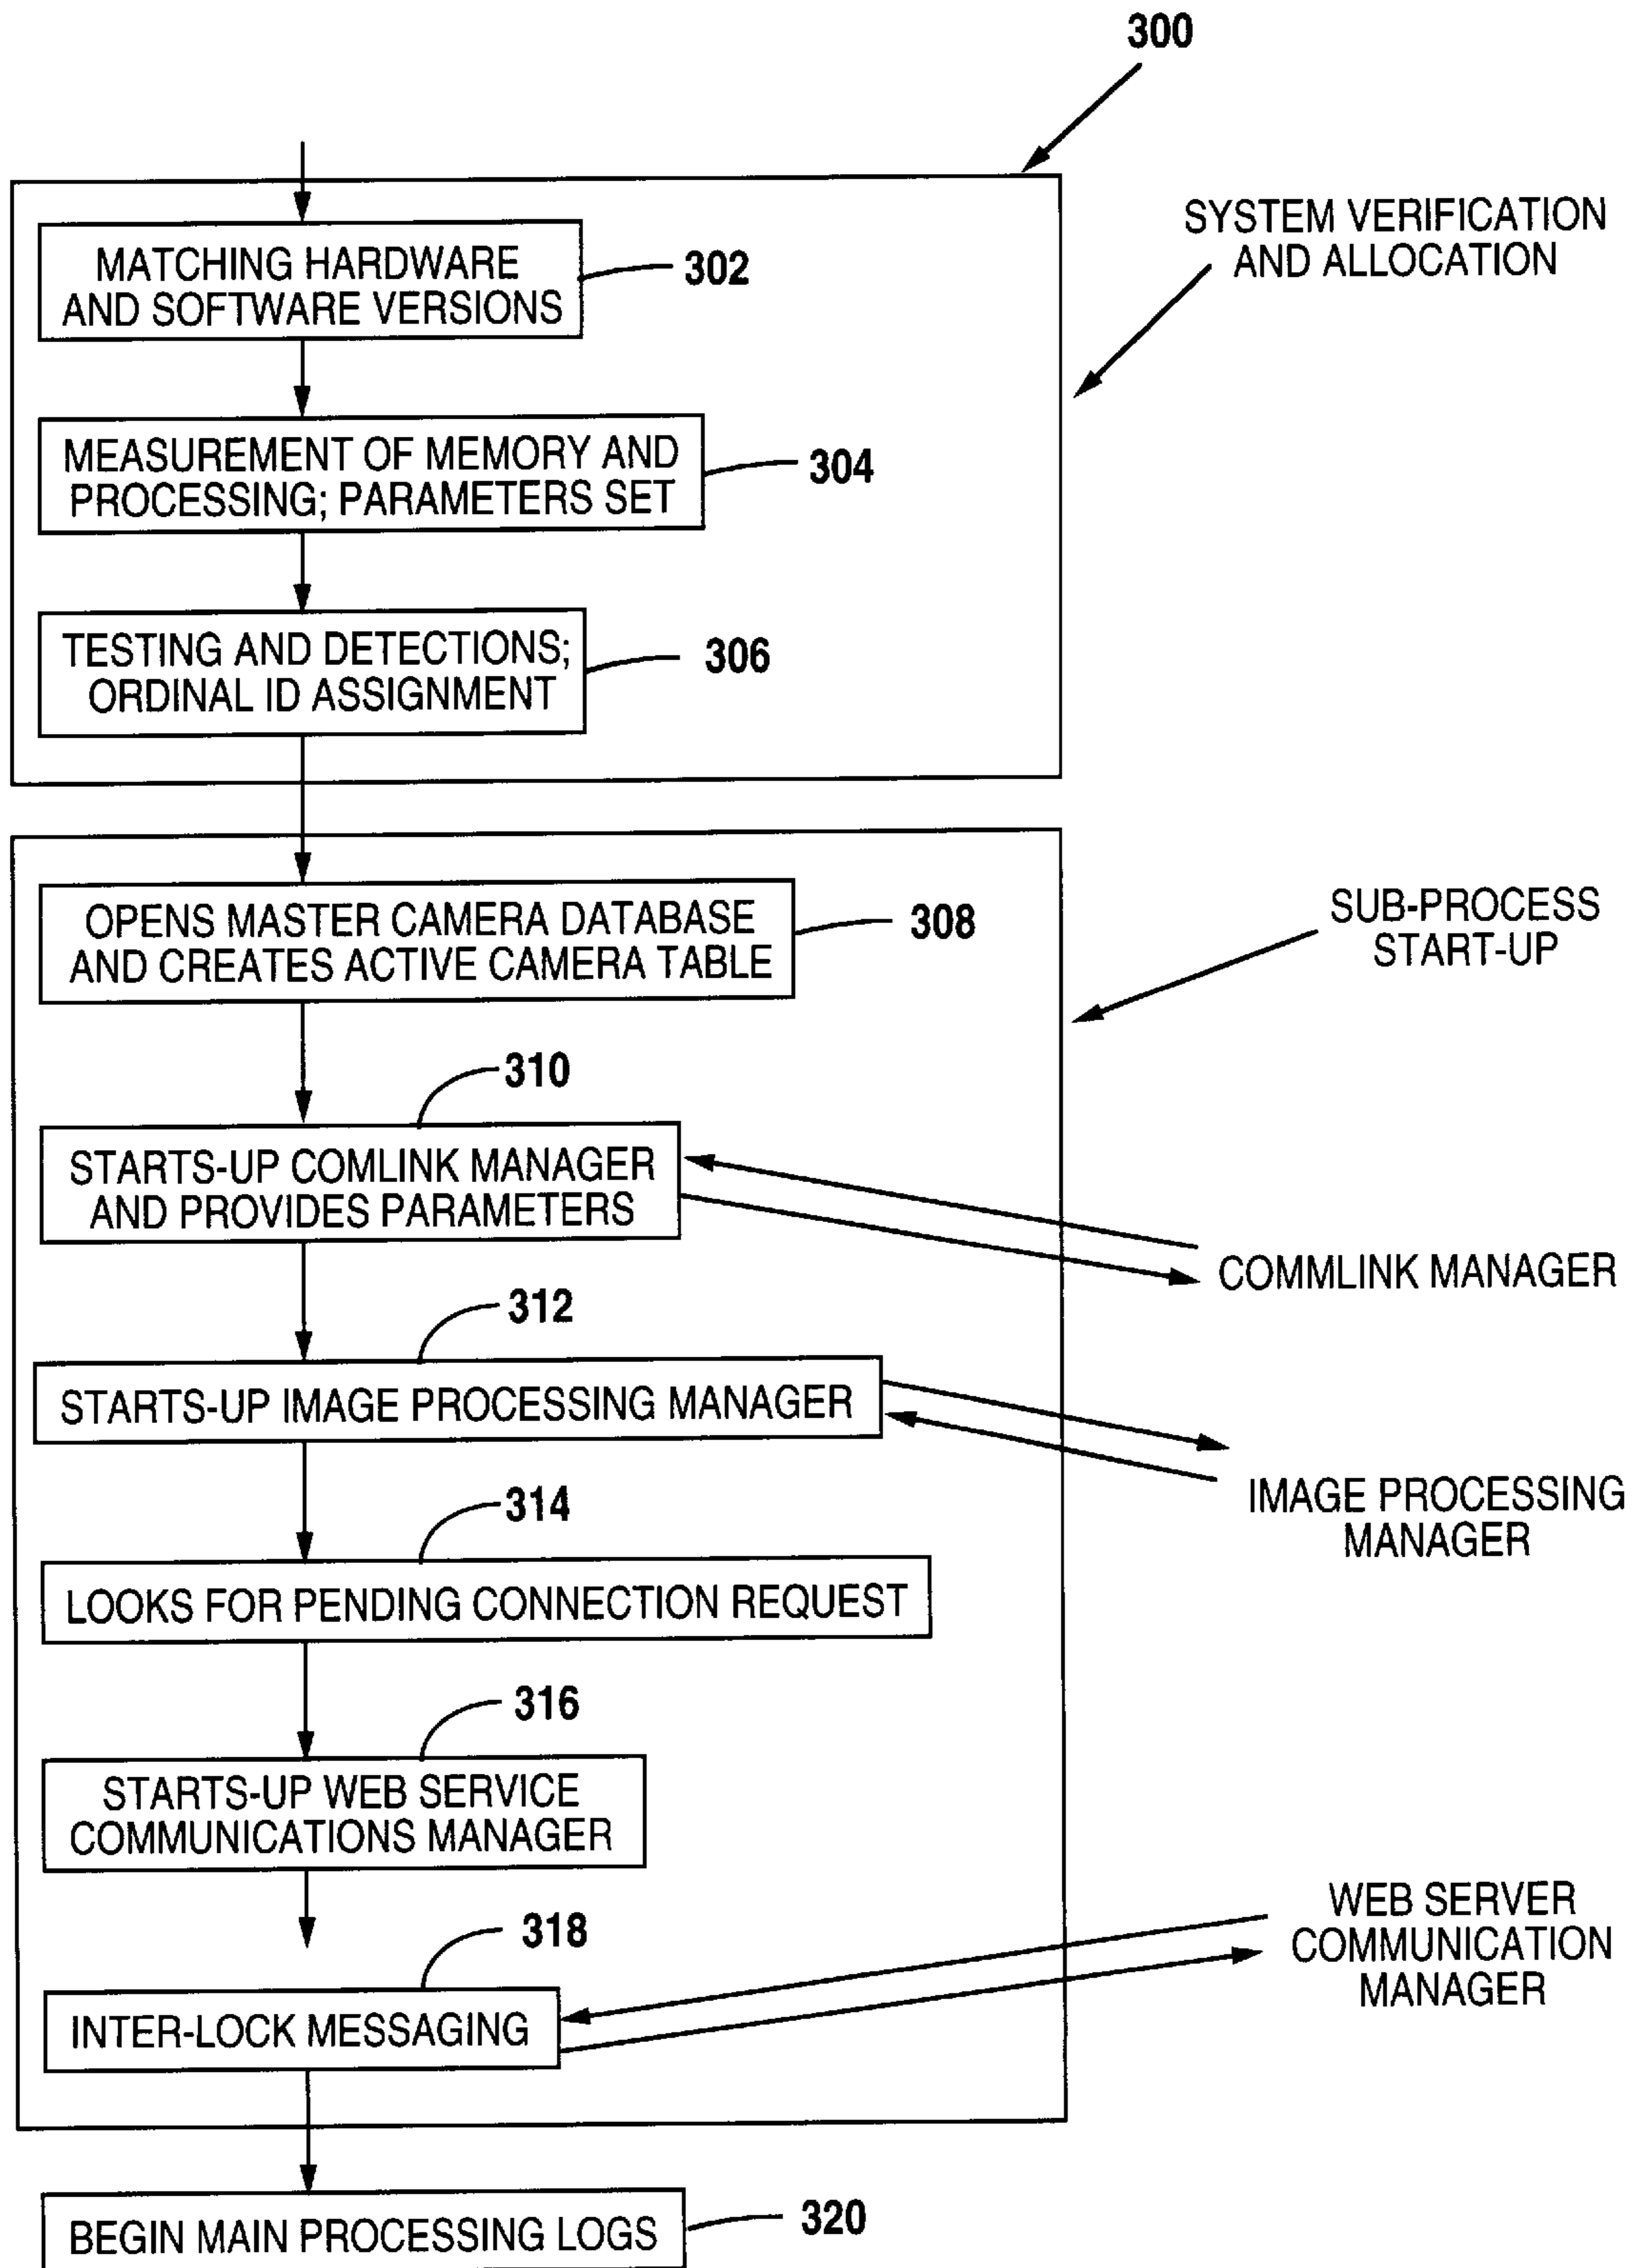 300
SYSTEM VERIFICATION
AND ALLOCATION
MATCHING HARDWARE
AND SOFTWARE VERSIONS
302
MEASUREMENT OF MEMORY AND
PROCESSING; PARAMETERS SET
304
TESTING AND DETECTIONS;
ORDINAL ID ASSIGNMENT
306
OPENS MASTER CAMERA DATABASE
AND CREATES ACTIVE CAMERA TABLE
308
SUB-PROCESS
START-UP
310
STARTS-UP COMLINK MANAGER
AND PROVIDES PARAMETERS
COMMLINK MANAGER
312
STARTS-UP IMAGE PROCESSING MANAGER
IMAGE PROCESSING
MANAGER
314
LOOKS FOR PENDING CONNECTION REQUEST
316
STARTS-UP WEB SERVICE
COMMUNICATIONS MANAGER
WEB SERVER
COMMUNICATION
MANAGER
318
INTER-LOCK MESSAGING
BEGIN MAIN PROCESSING LOGS
320